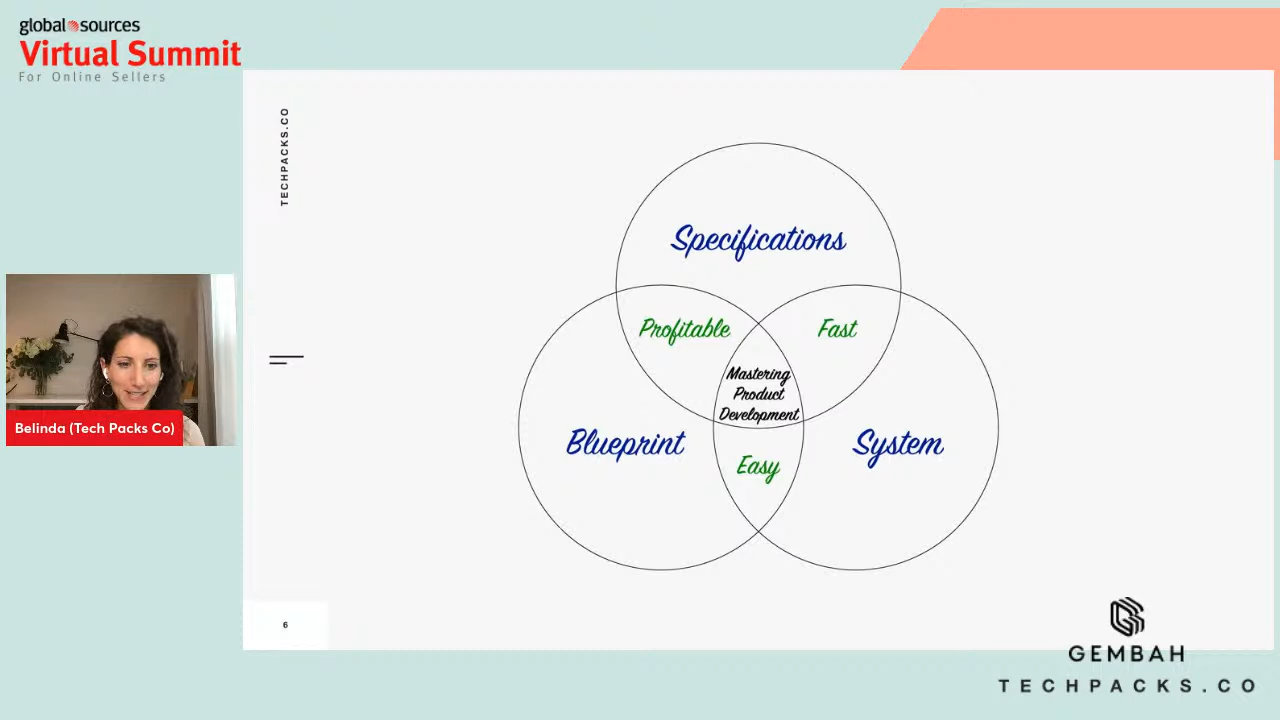 global sources
Virtual Summit
For Online Sellers
TECHPACKS.CO
Specifications
Profitable
Fast
Mastering
Product
Development
Blueprint
System
Easy
Belinda (Tech Packs Co)
6
GEMBAH
TECHPACKS.CO